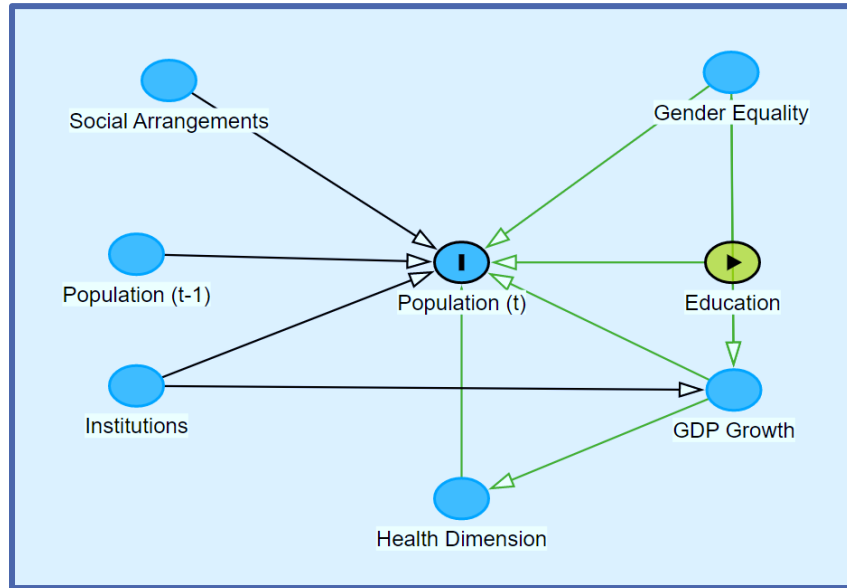 Social Arrangements
Gender Equality
Population (t-1)
Population (t)
Education
Institutions
GDP Growth
Health Dimension